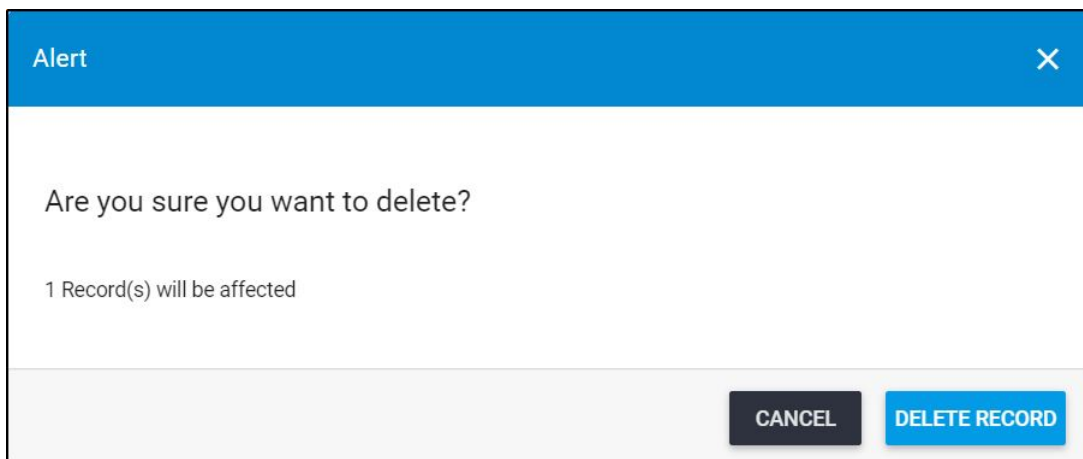 Alert
Are you sure you want to delete?
1 Record(s) will be affected
CANCEL
DELETE RECORD